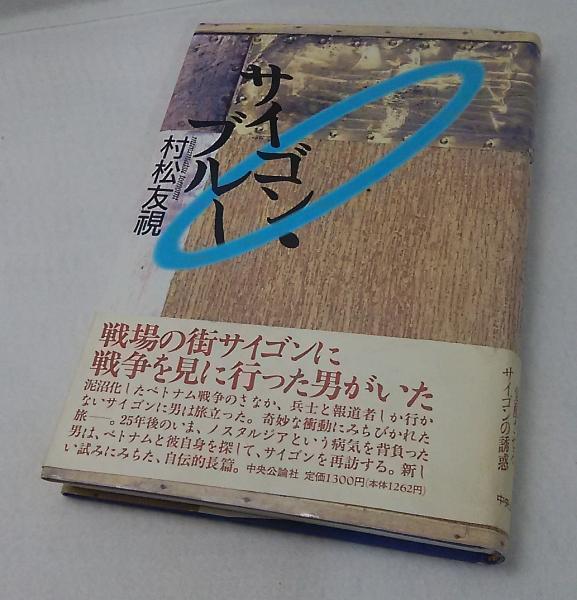 サイゴン・
ブルー
村松友視
戦場の街サイゴンに
戦争を見に行った男がいた
泥沼化したベトナム戦争のさなか、兵士と報道者しか行か
ないサイゴンに男は旅立った。奇妙な衝動にみちびかれた
旅——。25年後のいま、ノスタルジアという病気を背負った
男は、ベトナムと彼自身を探して、サイゴンを再訪する。新し
い試みにみちた、自伝的長篇。
中央公論社 定価1300円(本体1262円)
サイゴンの誘惑
中央